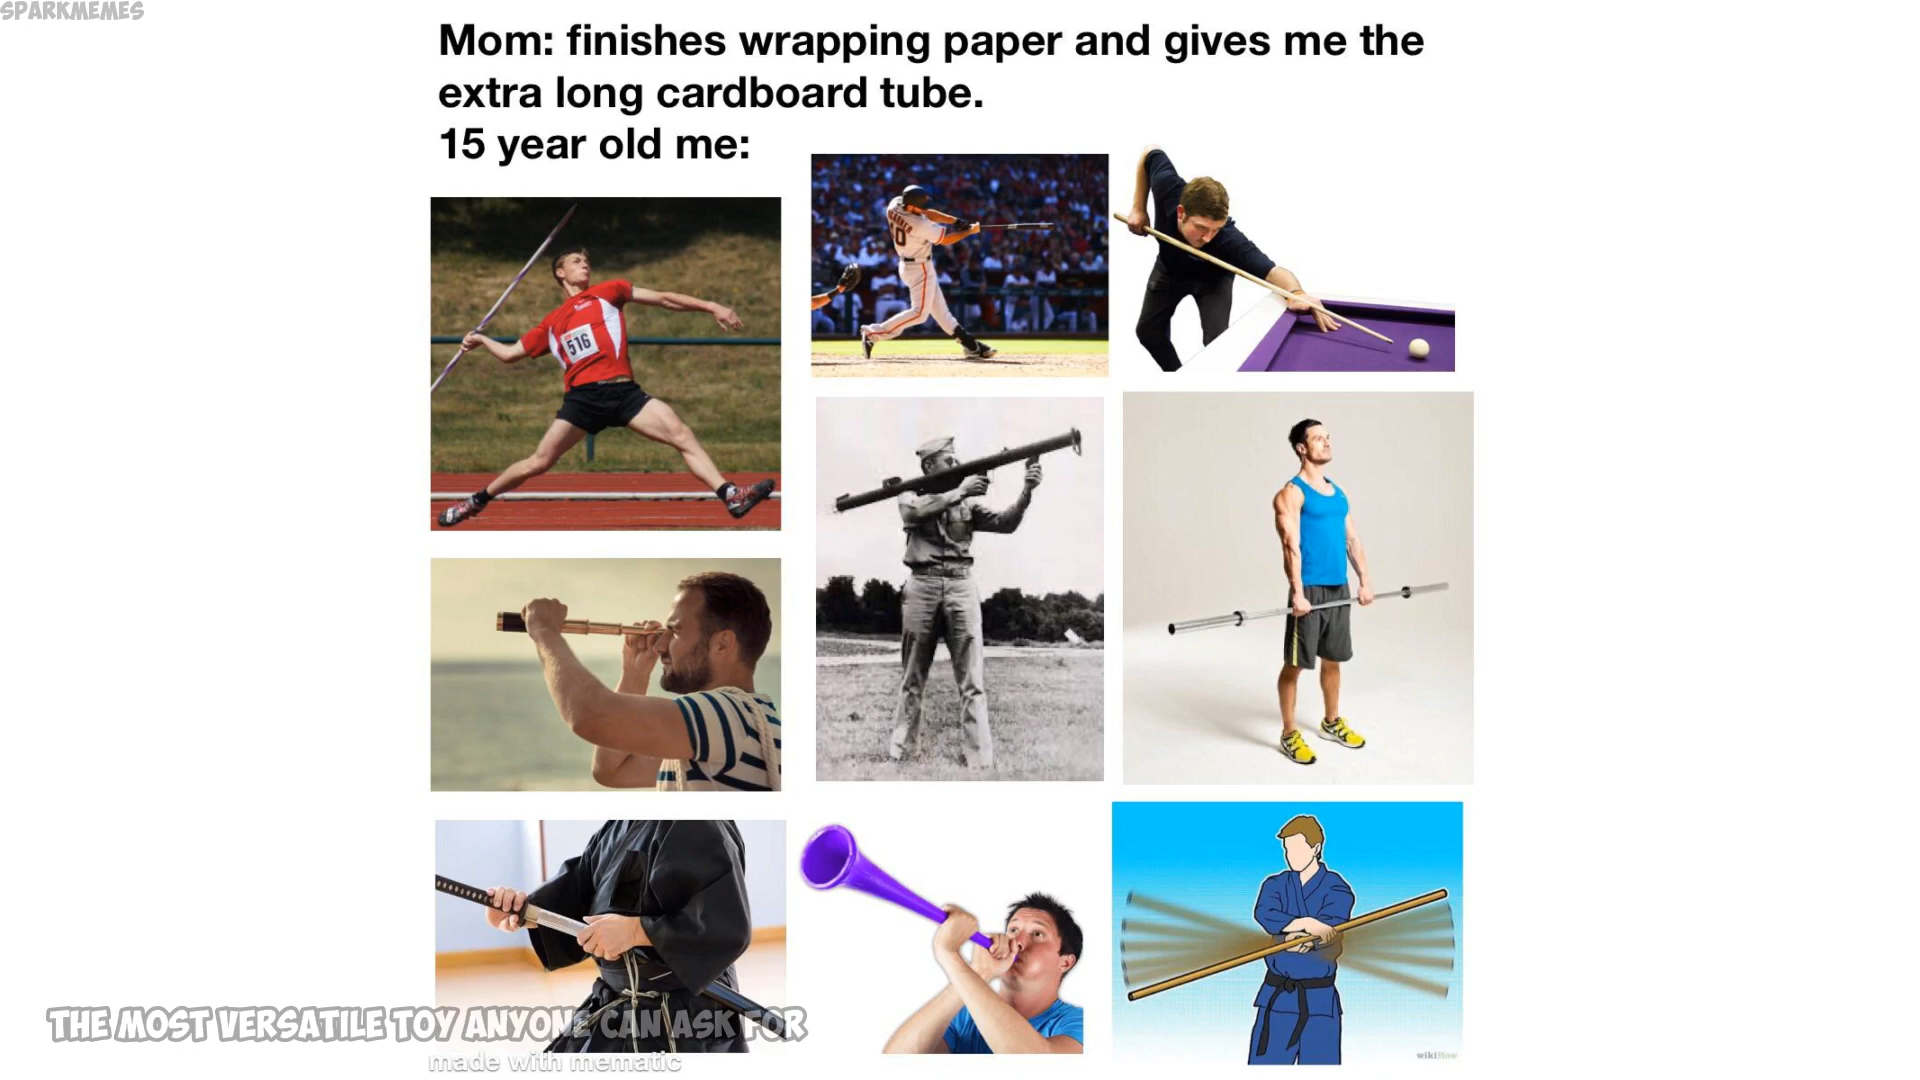 SPARKMEMES
Mom: finishes wrapping paper and gives me the
extra long cardboard tube.
15 year old me:
516
THE MOST VERSATILE TOY ANYONE CAN ASK FOR
made with mematic
wikiHow